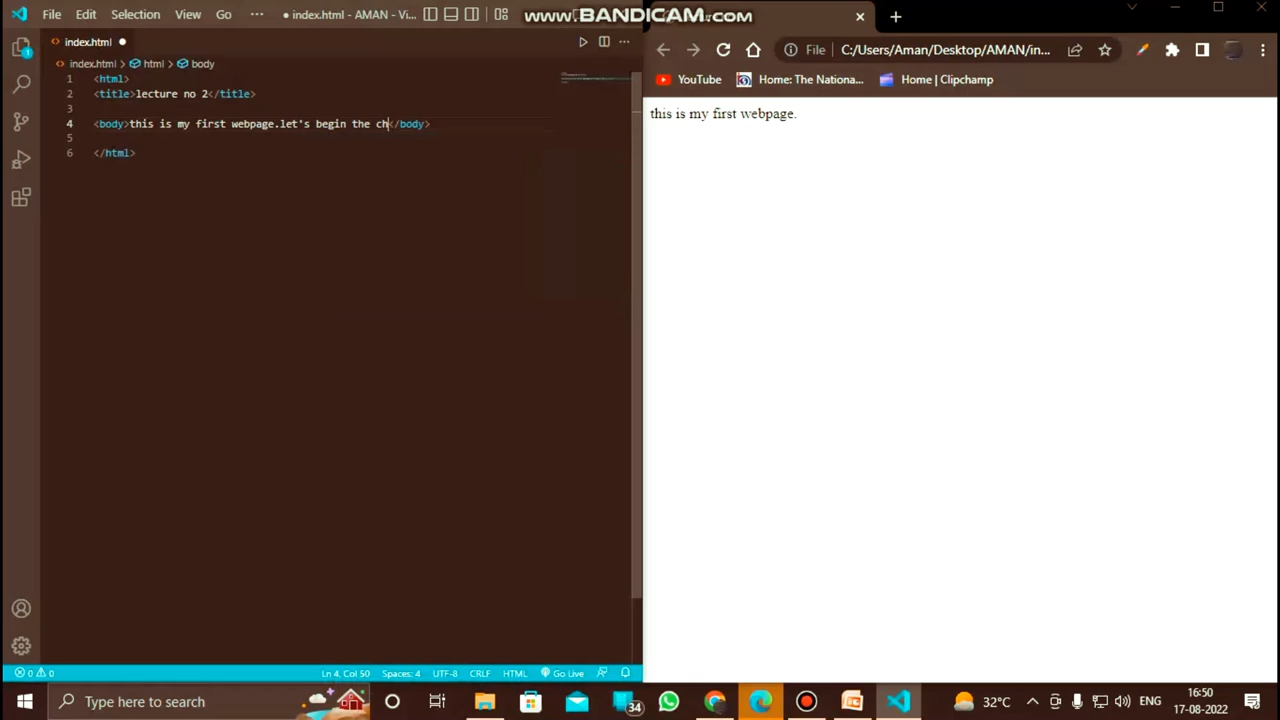 File Edit Selection View Go ··· ● index.html - AMAN - Vi...
www.BANDICAM.com
index.html ●
index.html > html > body
1 <html>
2 <title>lecture no 2</title>
3
4 <body>this is my first webpage.let's begin the ch</body>
5
6 </html>
0 0 Ln 4, Col 50 Spaces: 4 UTF-8 CRLF HTML Go Live
File C:/Users/Aman/Desktop/AMAN/in...
YouTube Home: The Nationa... Home | Clipchamp
this is my first webpage.
Type here to search
34
32°C ENG 16:50
17-08-2022